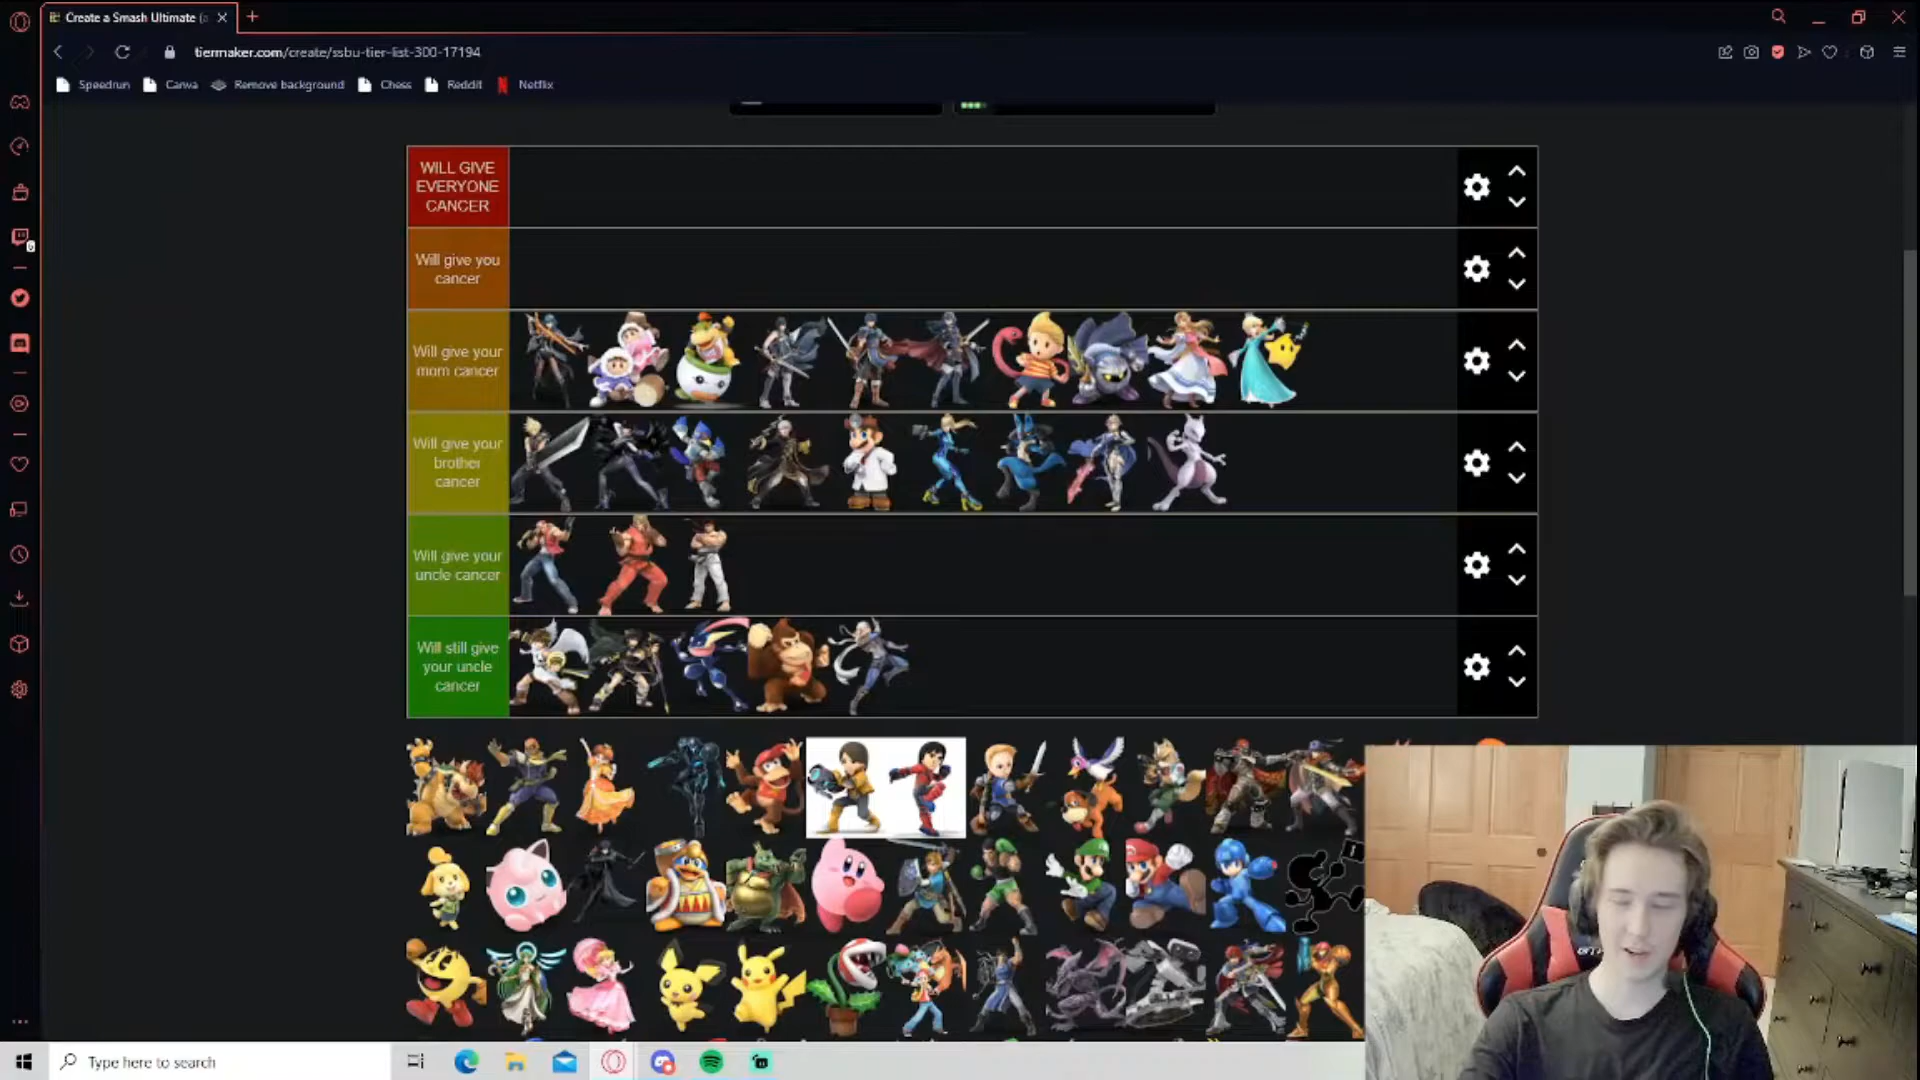 Create a Smash Ultimate (a
tiermaker.com/create/ssbu-tier-list-300-17194
Speedrun
Canva
Remove background
Chess
Reddit
Netflix
WILL GIVE
EVERYONE
CANCER
Will give you
cancer
Will give your
mom cancer
Will give your
brother
cancer
Will give your
uncle cancer
Will still give
your uncle
cancer
Type here to search